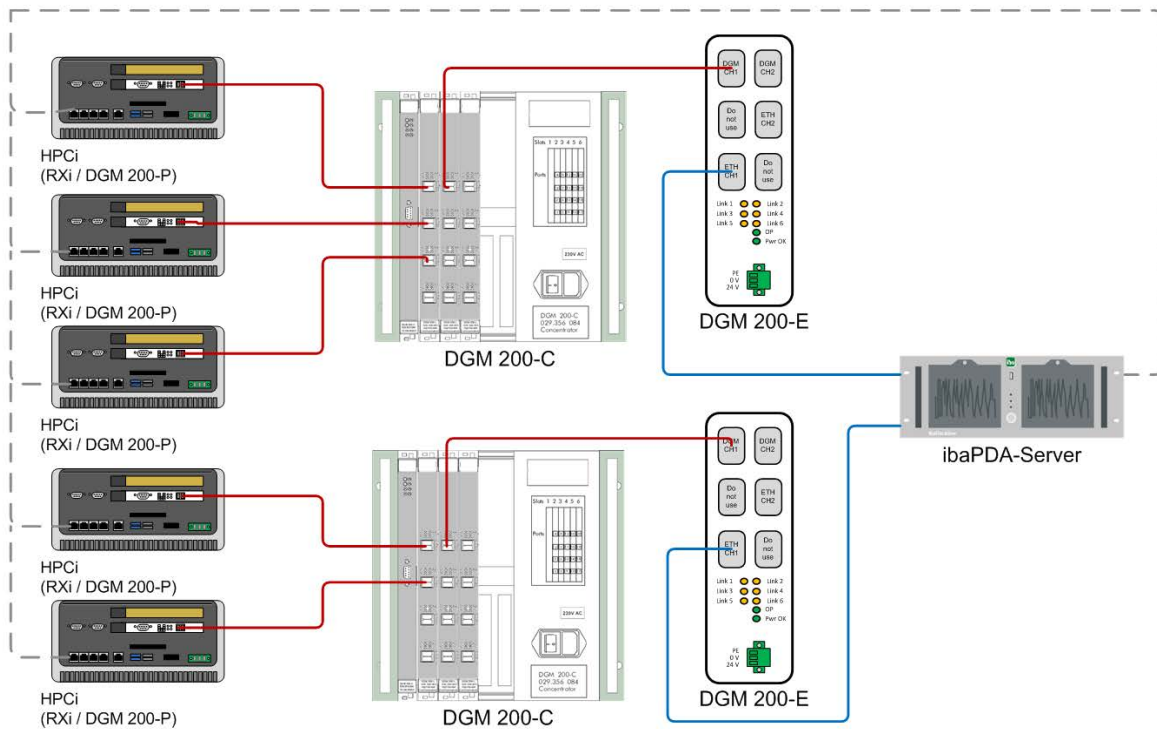 HPCi
(RXi / DGM 200-P)
HPCi
(RXi / DGM 200-P)
HPCi
(RXi / DGM 200-P)
HPCi
(RXi / DGM 200-P)
HPCi
(RXi / DGM 200-P)
Slots 1 2 3 4 5 6
Ports
230V AC
DGM 200-C
029.356 084
Concentrator
DGM 200-C
Slots 1 2 3 4 5 6
Ports
230V AC
DGM 200-C
029.356 084
Concentrator
DGM 200-C
DGM CH1
DGM CH2
Do not use
ETH CH2
ETH CH1
Do not use
Link 1 Link 2
Link 3 Link 4
Link 5 Link 6
OP
Pwr OK
PE
0 V
24 V
DGM 200-E
DGM CH1
DGM CH2
Do not use
ETH CH2
ETH CH1
Do not use
Link 1 Link 2
Link 3 Link 4
Link 5 Link 6
OP
Pwr OK
PE
0 V
24 V
DGM 200-E
ibaPDA-Server